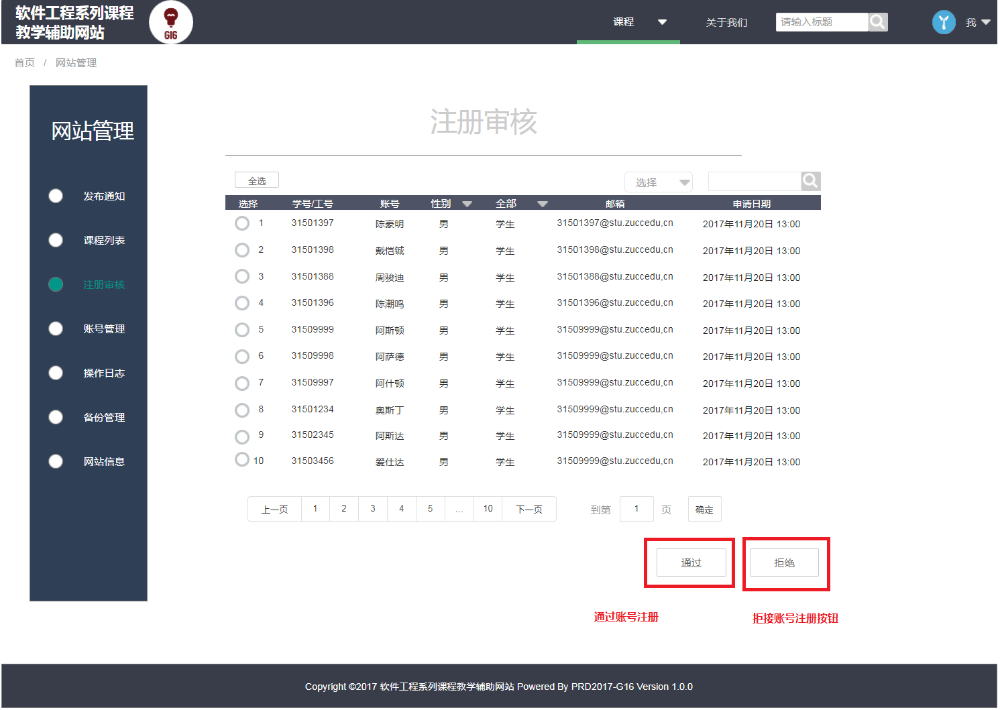 软件工程系列课程
教学辅助网站
G16
课程
关于我们
请输入标题
我
首页 / 网站管理
网站管理
发布通知
课程列表
注册审核
账号管理
操作日志
备份管理
网站信息
注册审核
全选
选择
选择 学号/工号 账号 性别 全部 邮箱 申请日期
1 31501397 陈豪明 男 学生 31501397@stu.zuccedu,cn 2017年11月20日 13:00
2 31501398 戴恺铖 男 学生 31501398@stu.zuccedu,cn 2017年11月20日 13:00
3 31501388 周骏迪 男 学生 31501388@stu.zuccedu,cn 2017年11月20日 13:00
4 31501396 陈潮鸣 男 学生 31501396@stu.zuccedu,cn 2017年11月20日 13:00
5 31509999 阿斯顿 男 学生 31509999@stu.zuccedu,cn 2017年11月20日 13:00
6 31509998 阿萨德 男 学生 31509999@stu.zuccedu,cn 2017年11月20日 13:00
7 31509997 阿什顿 男 学生 31509999@stu.zuccedu,cn 2017年11月20日 13:00
8 31501234 奥斯丁 男 学生 31509999@stu.zuccedu,cn 2017年11月20日 13:00
9 31502345 阿斯达 男 学生 31509999@stu.zuccedu,cn 2017年11月20日 13:00
10 31503456 爱仕达 男 学生 31509999@stu.zuccedu,cn 2017年11月20日 13:00
上一页 1 2 3 4 5 ... 10 下一页 到第 1 页 确定
通过 拒绝
通过账号注册
拒接账号注册按钮
Copyright ©2017 软件工程系列课程教学辅助网站 Powered By PRD2017-G16 Version 1.0.0